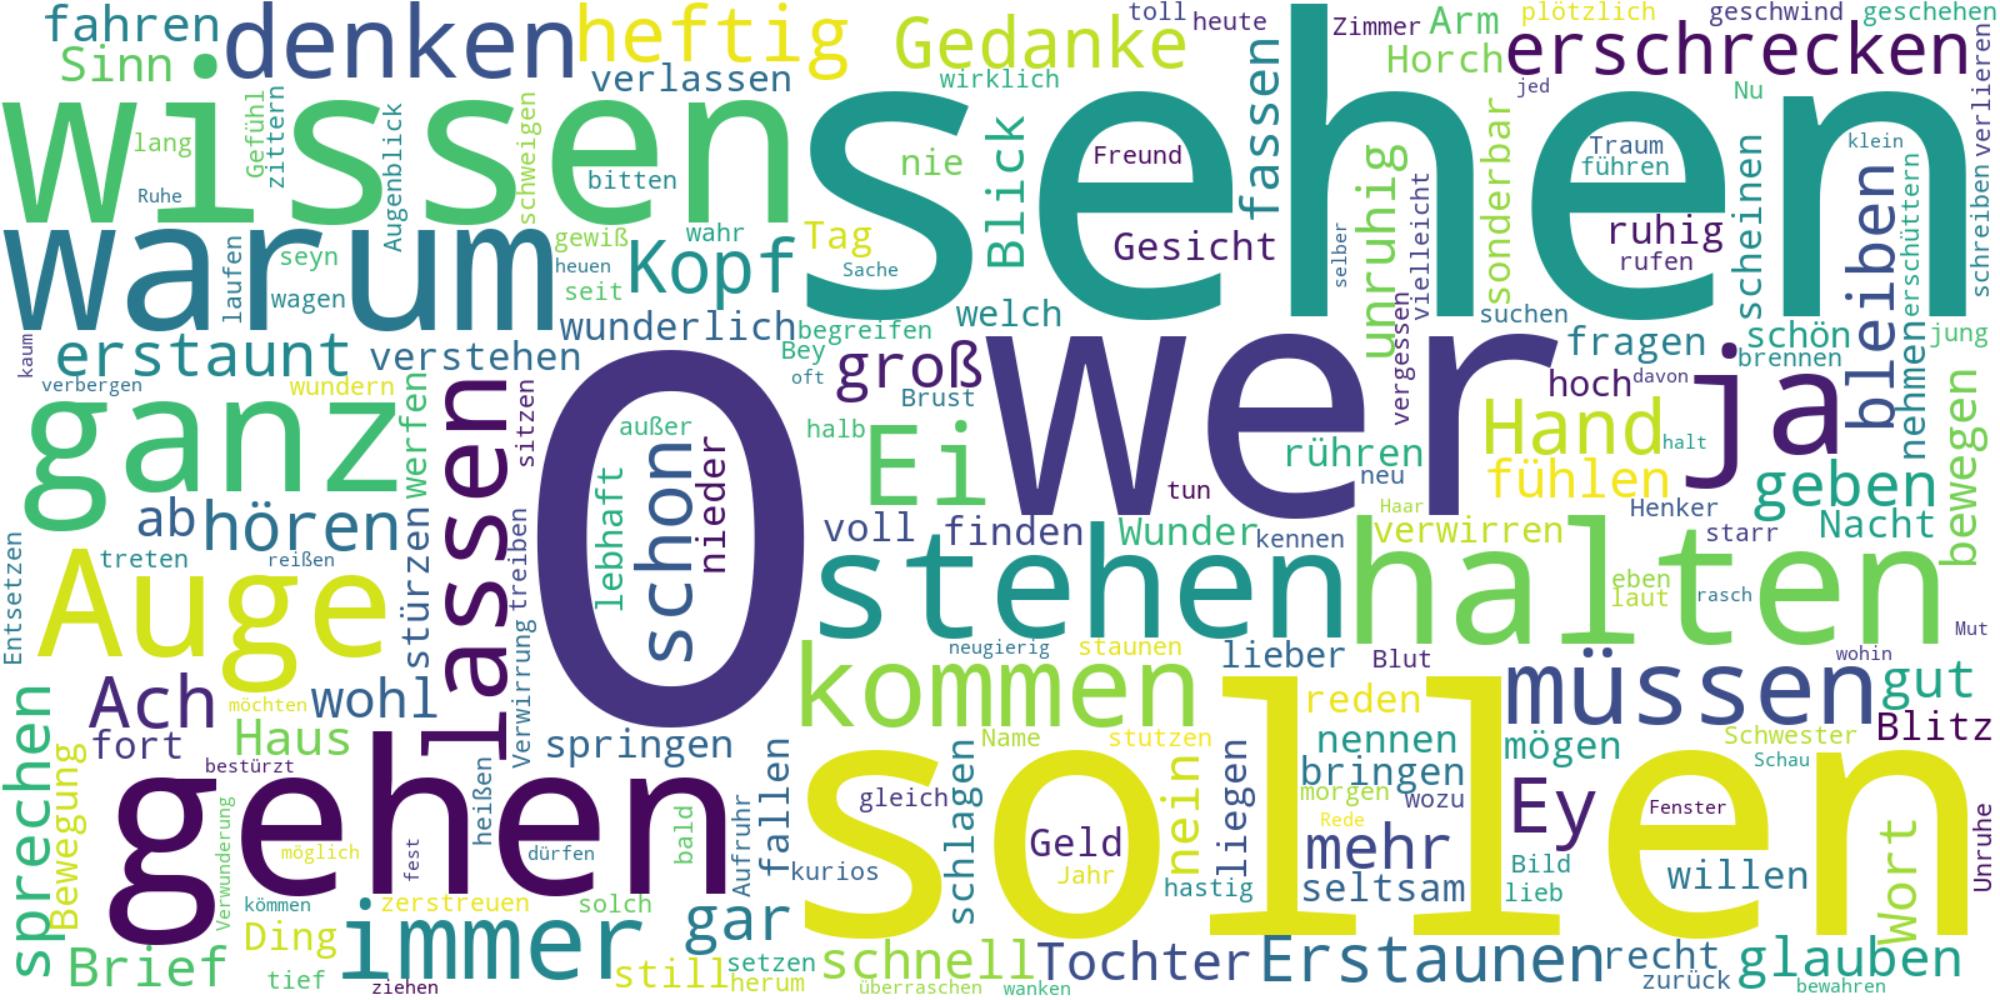 fahren
Sinn
denken
heftig
verlassen
Gedanke
wirklich
toll
heute
fassen
Zimmer
Arm
Horch
plötzlich
geschwind
geschehen
erschrecken
jed
Nu
verlieren
wissen
lang
Ruhe
Gefühl
zittern
Augenblick
schweigen
bitten
sehen
nie
Blick
Freund
Gesicht
unruhig
vielleicht
selber
sonderbar
Traum
führen
ruhig
rufen
scheinen
klein
bleiben
erschüttern
schreiben
warum
laufen
seyn
wagen
gewiß
heuen
seit
wahr
Kopf
Tag
Sache
wunderlich
begreifen
welch
suchen
fragen
schön
brennen
nehmen
jung
kaum
erstaunt
verstehen
verbergen
wundern
Bey
oft
groß
Brust
wer
vergessen
hoch
davon
ja
ganz
werfen
lassen
sitzen
O
außer
lebhaft
schon
nieder
halb
Ei
tun
rühren
neu
Hand
halt
fühlen
geben
bewegen
ab
hören
treten
reißen
stürzen
treiben
voll
finden
Wunder
kennen
Haar
verwirren
Henker
starr
Nacht
Entsetzen
Auge
stehen
halten
eben
laut
rasch
Mut
neugierig
staunen
lieber
Blut
wohin
Ach
möchten
wohl
Verwirrung
kommen
reden
müssen
gut
Blitz
sprechen
Bewegung
fort
Haus
bestürzt
springen
Name
stutzen
nennen
mögen
Schwester
Schau
gehen
Verwunderung
möglich
fest
heißen
dürfen
bald
Aufruhr
fallen
kurios
sollen
gleich
schlagen
Geld
Jahr
nein
hastig
liegen
bringen
morgen
wozu
Rede
mehr
seltsam
Ey
Bild
lieb
Fenster
willen
Wort
Unruhe
kömmen
zerstreuen
solch
Brief
Ding
tief
immer
ziehen
still
gar
setzen
herum
schnell
überraschen
Tochter
wanken
Erstaunen
recht
zurück
glauben
bewahren